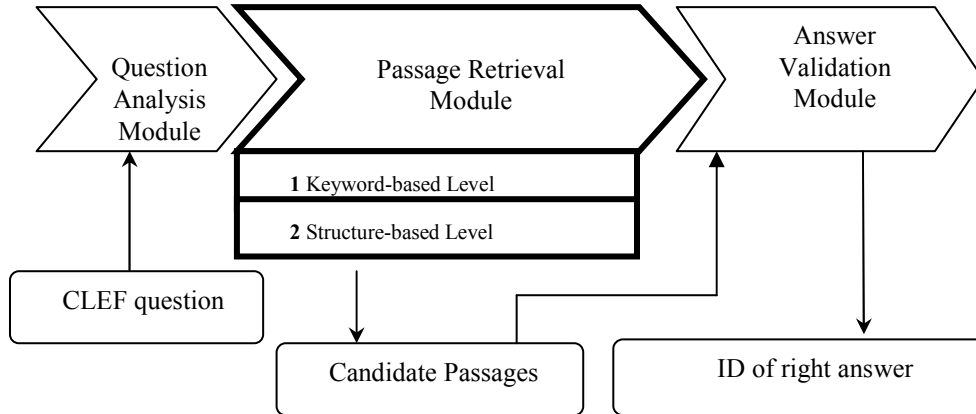 Question
Analysis
Module
Passage Retrieval
Module
Answer
Validation
Module
1 Keyword-based Level
2 Structure-based Level
CLEF question
Candidate Passages
ID of right answer